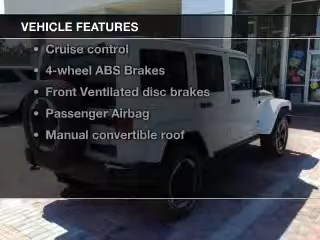 VEHICLE FEATURES
• Cruise control
• 4-wheel ABS Brakes
• Front Ventilated disc brakes
• Passenger Airbag
• Manual convertible roof